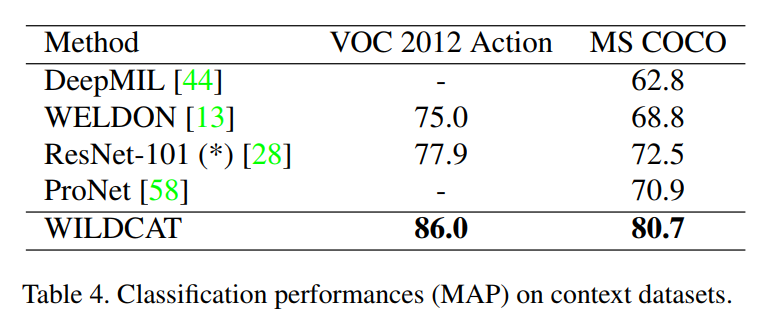 Method VOC 2012 Action MS COCO
DeepMIL [44] - 62.8
WELDON [13] 75.0 68.8
ResNet-101 (*) [28] 77.9 72.5
ProNet [58] - 70.9
WILDCAT 86.0 80.7
Table 4. Classification performances (MAP) on context datasets.